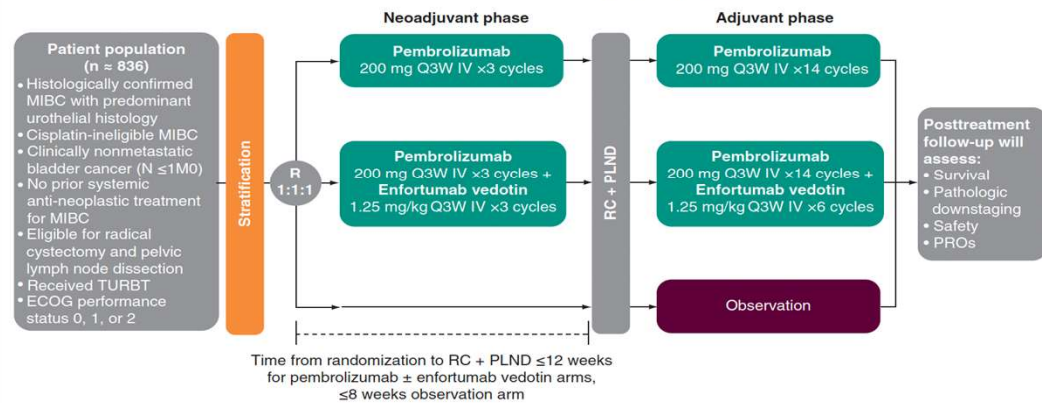 Neoadjuvant phase
Adjuvant phase
Patient population
(n ≈ 836)
• Histologically confirmed
MIBC with predominant
urothelial histology
• Cisplatin-ineligible MIBC
• Clinically nonmetastatic
bladder cancer (N ≤1M0)
• No prior systemic
anti-neoplastic treatment
for MIBC
• Eligible for radical
cystectomy and pelvic
lymph node dissection
• Received TURBT
• ECOG performance
status 0, 1, or 2
Stratification
R
1:1:1
Pembrolizumab
200 mg Q3W IV ×3 cycles
Pembrolizumab
200 mg Q3W IV ×3 cycles +
Enfortumab vedotin
1.25 mg/kg Q3W IV ×3 cycles
RC + PLND
Pembrolizumab
200 mg Q3W IV ×14 cycles
Pembrolizumab
200 mg Q3W IV ×14 cycles +
Enfortumab vedotin
1.25 mg/kg Q3W IV ×6 cycles
Observation
Posttreatment
follow-up will
assess:
• Survival
• Pathologic
downstaging
• Safety
• PROs
Time from randomization to RC + PLND ≤12 weeks
for pembrolizumab ± enfortumab vedotin arms,
≤8 weeks observation arm